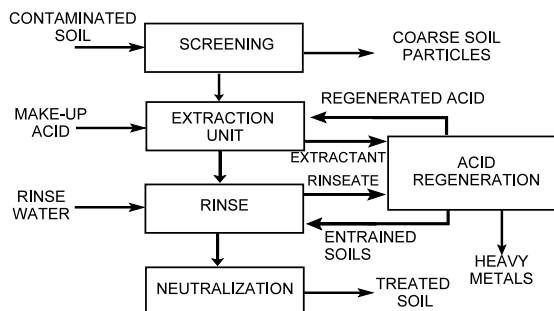 CONTAMINATED
SOIL
SCREENING
COARSE SOIL
PARTICLES
REGENERATED ACID
MAKE-UP
ACID
EXTRACTION
UNIT
EXTRACTANT
ACID
REGENERATION
RINSEATE
RINSE
WATER
RINSE
ENTRAINED
SOILS
HEAVY
METALS
NEUTRALIZATION
TREATED
SOIL